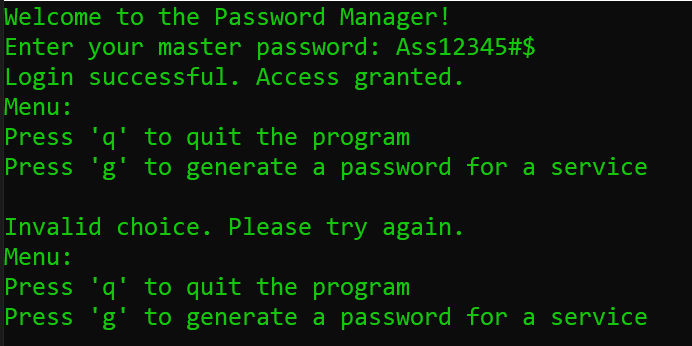 Welcome to the Password Manager!
Enter your master password: Ass12345#$
Login successful. Access granted.
Menu:
Press 'q' to quit the program
Press 'g' to generate a password for a service
Invalid choice. Please try again.
Menu:
Press 'q' to quit the program
Press 'g' to generate a password for a service